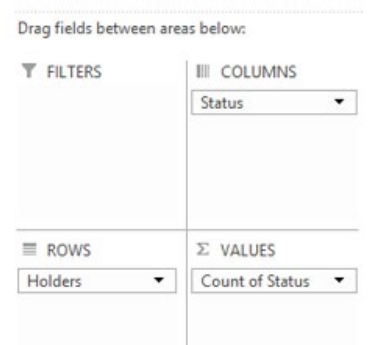 Drag fields between areas below:
FILTERS
COLUMNS
Status
ROWS
VALUES
Holders
Count of Status